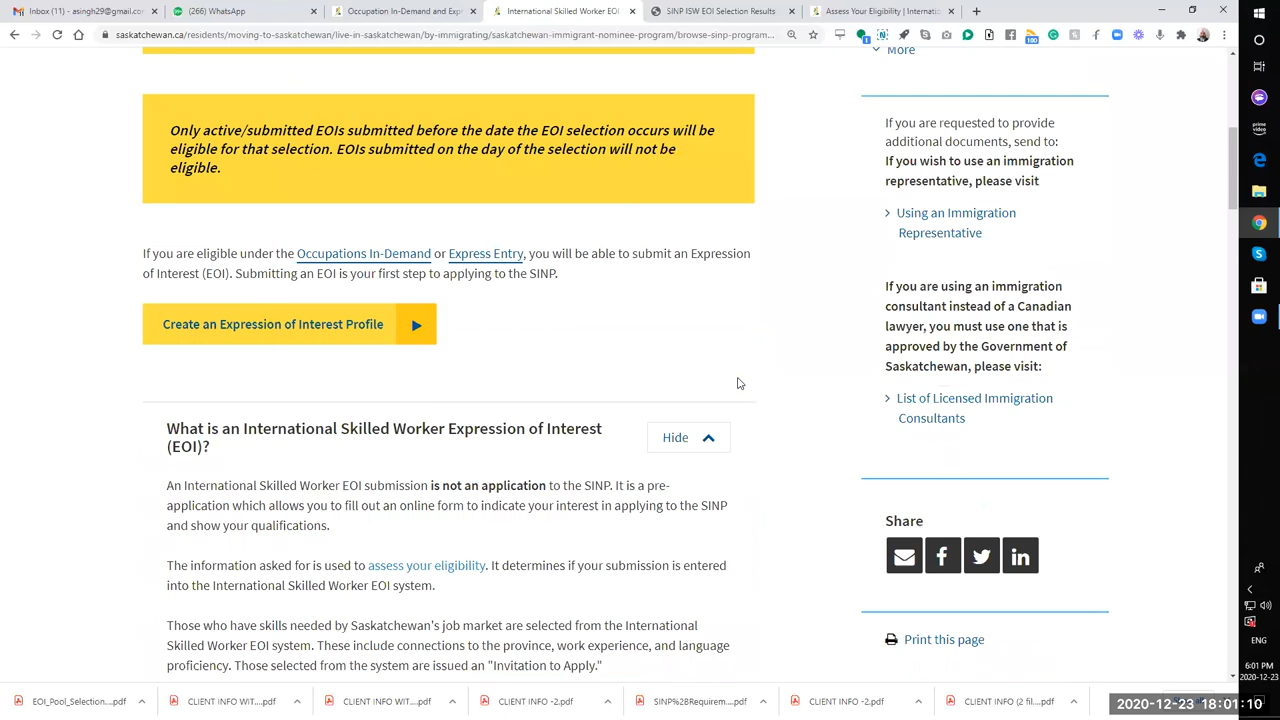 Inbox (11) - asingh29@gmail.com
(266) WhatsApp
Occupation In-Demand and Exp
International Skilled Worker EOI
SINP ISW EOI Selection Results
Assess Your Eligibility | Internatio
saskatchewan.ca/residents/moving-to-saskatchewan/live-in-saskatchewan/by-immigrating/saskatchewan-immigrant-nominee-program/browse-sinp-program...
180
More
Only active/submitted EOIs submitted before the date the EOI selection occurs will be
eligible for that selection. EOIs submitted on the day of the selection will not be
eligible.
If you are eligible under the Occupations In-Demand or Express Entry, you will be able to submit an Expression
of Interest (EOI). Submitting an EOI is your first step to applying to the SINP.
Create an Expression of Interest Profile
What is an International Skilled Worker Expression of Interest
(EOI)?
Hide
An International Skilled Worker EOI submission is not an application to the SINP. It is a pre-
application which allows you to fill out an online form to indicate your interest in applying to the SINP
and show your qualifications.
The information asked for is used to assess your eligibility. It determines if your submission is entered
into the International Skilled Worker EOI system.
Those who have skills needed by Saskatchewan's job market are selected from the International
Skilled Worker EOI system. These include connections to the province, work experience, and language
proficiency. Those selected from the system are issued an "Invitation to Apply."
If you are requested to provide
additional documents, send to:
If you wish to use an immigration
representative, please visit
Using an Immigration
Representative
If you are using an immigration
consultant instead of a Canadian
lawyer, you must use one that is
approved by the Government of
Saskatchewan, please visit:
List of Licensed Immigration
Consultants
Share
Print this page
prime video
ENG
6:01 PM
2020-12-23
EOI_Pool_Selection....pdf
CLIENT INFO WIT....pdf
CLIENT INFO WIT....pdf
CLIENT INFO -2.pdf
SINP%28Requirem....pdf
CLIENT INFO -2.pdf
CLIENT INFO (2 fil....pdf
2020-12-23 18:01:10